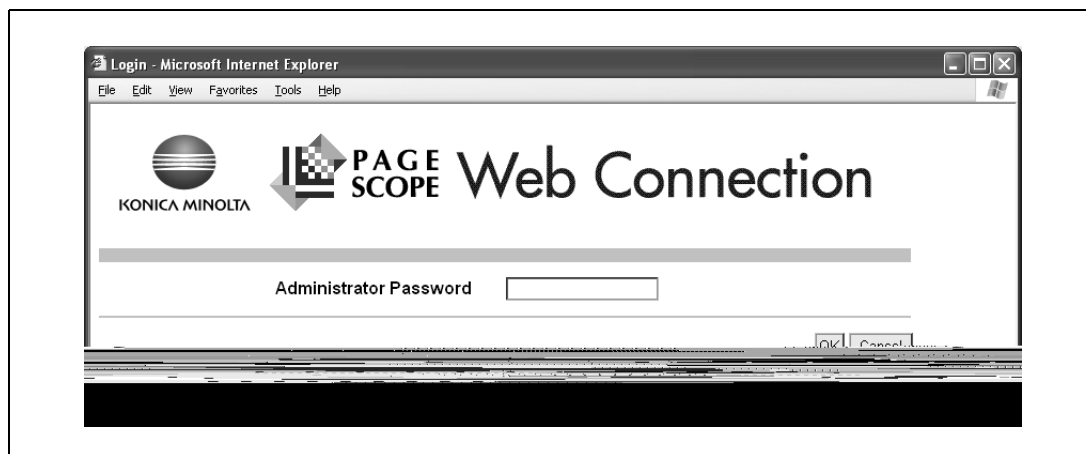 Login - Microsoft Internet Explorer
File Edit View Favorites Tools Help
KONICA MINOLTA
PAGE SCOPE Web Connection
Administrator Password
OK Cancel